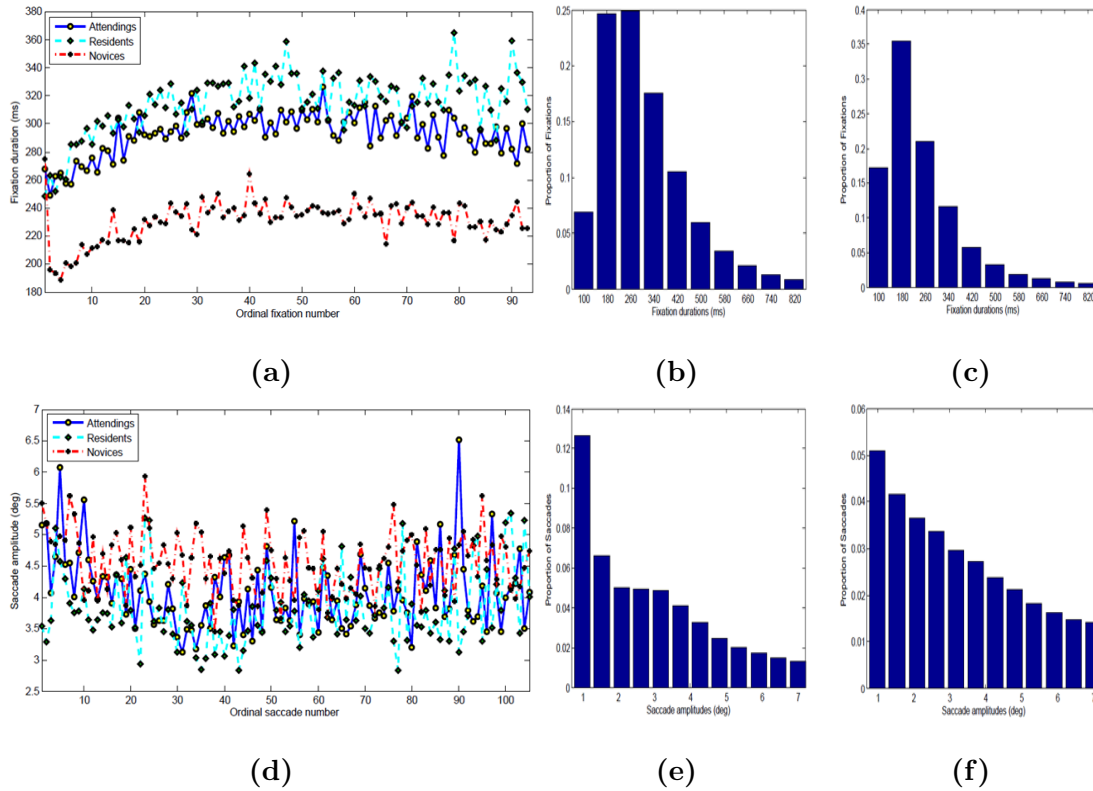 380
360
340
320
300
280
260
240
220
200
180
Fixation duration (ms)
Attendings
Residents
Novices
10 20 30 40 50 60 70 80 90
Ordinal fixation number
(a)
0.25
0.2
0.15
0.1
0.05
0
Proportion of Fixations
100 180 260 340 420 500 580 660 740 820
Fixation durations (ms)
(b)
0.4
0.35
0.3
0.25
0.2
0.15
0.1
0.05
0
Proportion of Fixations
100 180 260 340 420 500 580 660 740 820
Fixation durations (ms)
(c)
7
6.5
6
5.5
5
4.5
4
3.5
3
2.5
Saccade amplitude (deg)
Attendings
Residents
Novices
10 20 30 40 50 60 70 80 90 100
Ordinal saccade number
(d)
0.14
0.12
0.10
0.08
0.06
0.04
0.02
0.00
Proportion of Saccades
1 2 3 4 5 6 7
Saccade amplitudes (deg)
(e)
0.06
0.05
0.04
0.03
0.02
0.01
0
Proportion of Saccades
1 2 3 4 5 6 7
Saccade amplitudes (deg)
(f)